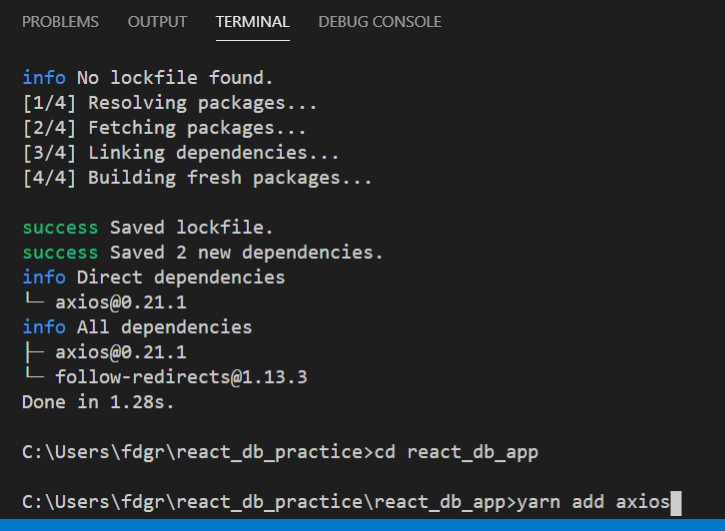 PROBLEMS OUTPUT TERMINAL DEBUG CONSOLE
info No lockfile found.
[1/4] Resolving packages...
[2/4] Fetching packages...
[3/4] Linking dependencies...
[4/4] Building fresh packages...
success Saved lockfile.
success Saved 2 new dependencies.
info Direct dependencies
└─ axios@0.21.1
info All dependencies
├─ axios@0.21.1
└─ follow-redirects@1.13.3
Done in 1.28s.
C:\Users\fdgr\react_db_practice>cd react_db_app
C:\Users\fdgr\react_db_practice\react_db_app>yarn add axios